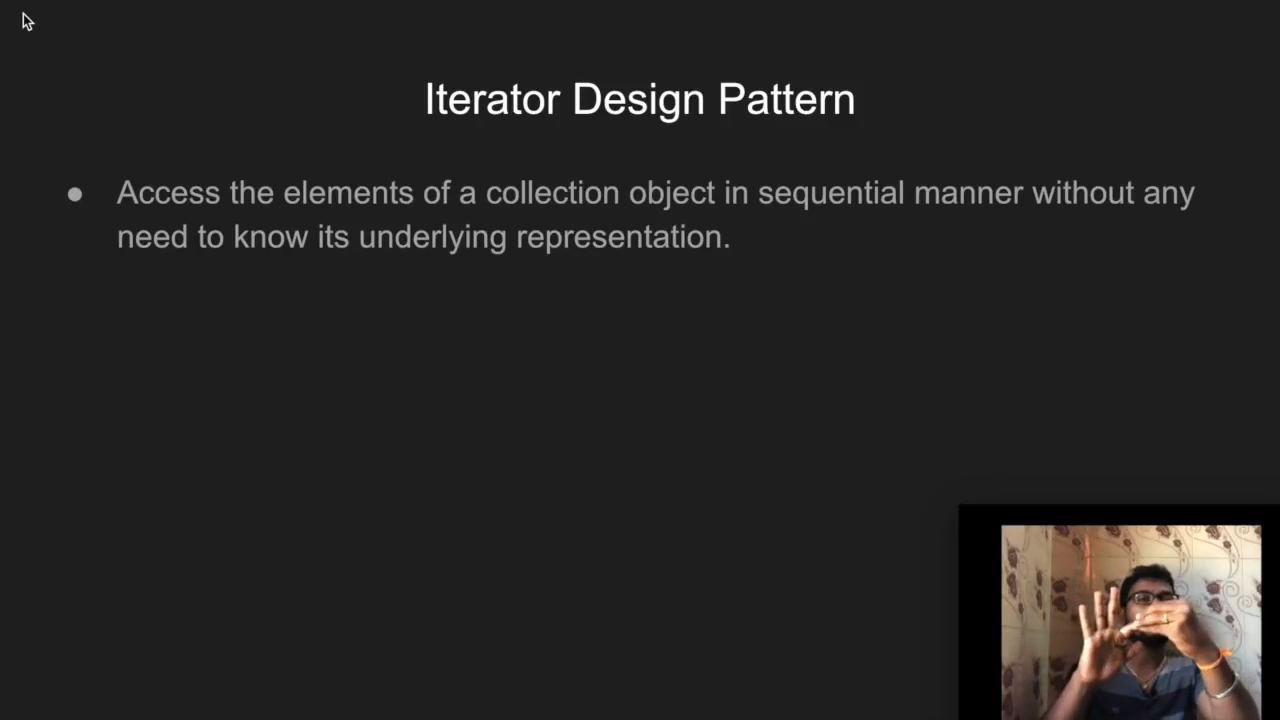 Iterator Design Pattern
● Access the elements of a collection object in sequential manner without any
need to know its underlying representation.